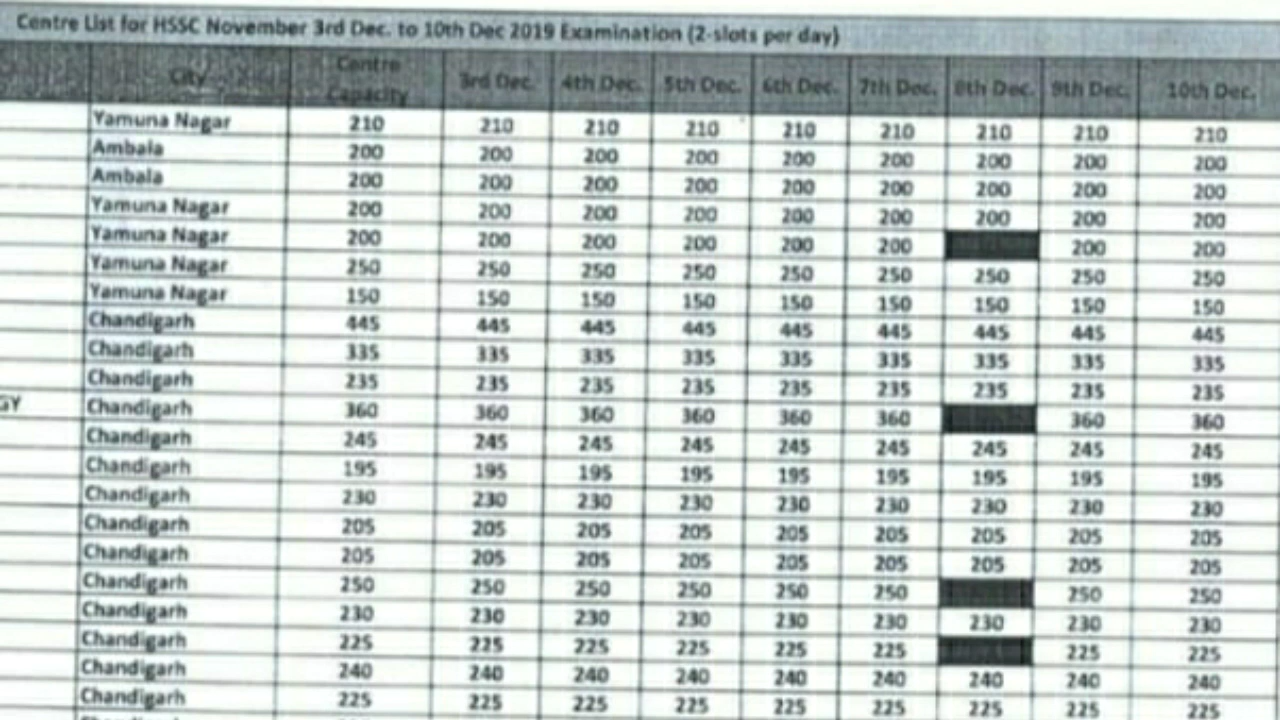 Centre List for HSSC November 3rd Dec. to 10th Dec 2019 Examination (2-slots per day)
City Centre Capacity 3rd Dec. 4th Dec. 5th Dec. 6th Dec. 7th Dec. 8th Dec. 9th Dec. 10th Dec.
Yamuna Nagar 210 210 210 210 210 210 210 210 210
Ambala 200 200 200 200 200 200 200 200 200
Ambala 200 200 200 200 200 200 200 200 200
Yamuna Nagar 200 200 200 200 200 200 200 200 200
Yamuna Nagar 200 200 200 200 200 200 200 200
Yamuna Nagar 250 250 250 250 250 250 250 250 250
Yamuna Nagar 150 150 150 150 150 150 150 150 150
Chandigarh 445 445 445 445 445 445 445 445 445
Chandigarh 335 335 335 335 335 335 335 335 335
Chandigarh 235 235 235 235 235 235 235 235 235
GY Chandigarh 360 360 360 360 360 360 360 360
Chandigarh 245 245 245 245 245 245 245 245 245
Chandigarh 195 195 195 195 195 195 195 195 195
Chandigarh 230 230 230 230 230 230 230 230 230
Chandigarh 205 205 205 205 205 205 205 205 205
Chandigarh 205 205 205 205 205 205 205 205 205
Chandigarh 250 250 250 250 250 250 250 250
Chandigarh 230 230 230 230 230 230 230 230 230
Chandigarh 225 225 225 225 225 225 225 225
Chandigarh 240 240 240 240 240 240 240 240 240
Chandigarh 225 225 225 225 225 225 225 225 225